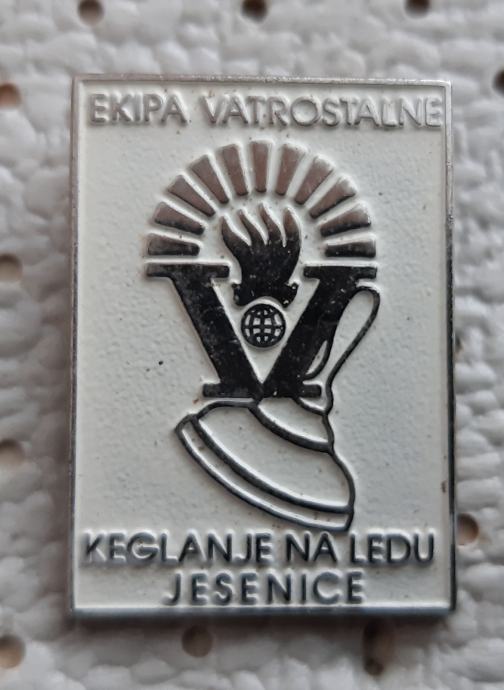 EKIPA VATROSTALNE
V
KEGLANJE NA LEDU
JESENICE